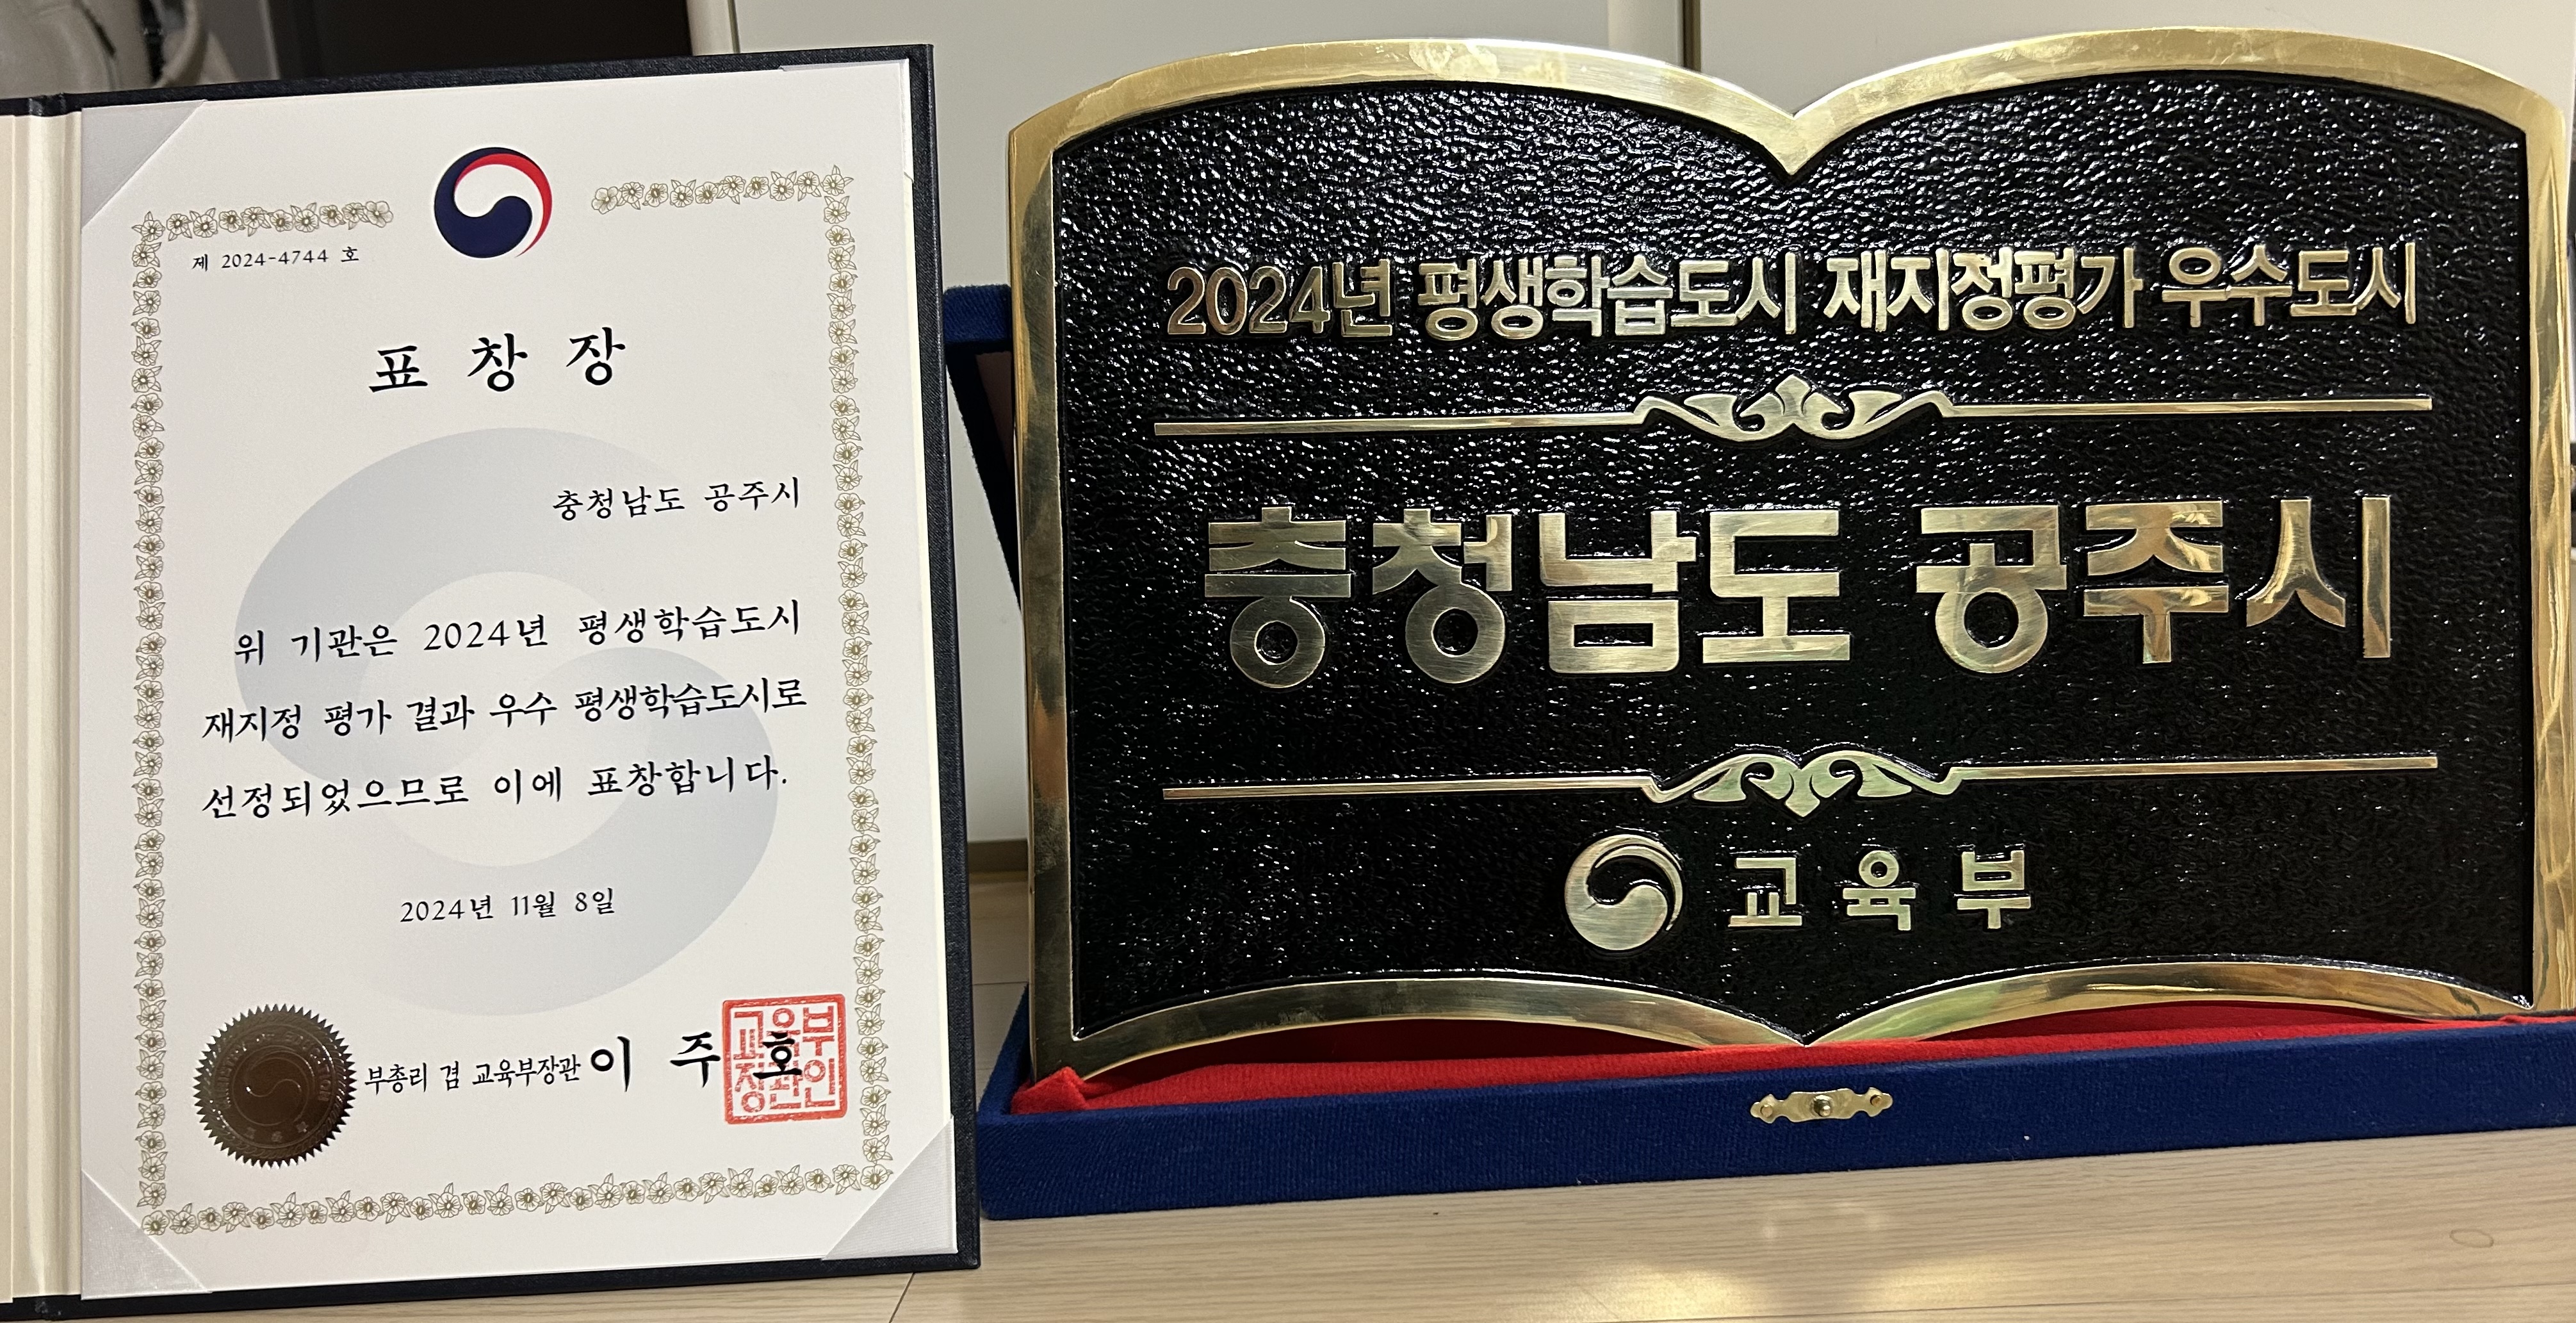 제 2024-4744 호
표 창 장
충청남도 공주시
위 기관은 2024년 평생학습도시
재지정 평가 결과 우수 평생학습도시로
선정되었으므로 이에 표창합니다.
2024년 11월 8일
부총리 겸 교육부장관 이 주 호
교육부
장관인
2024년 평생학습도시 재지정평가 우수도시
충청남도 공주시
교육부